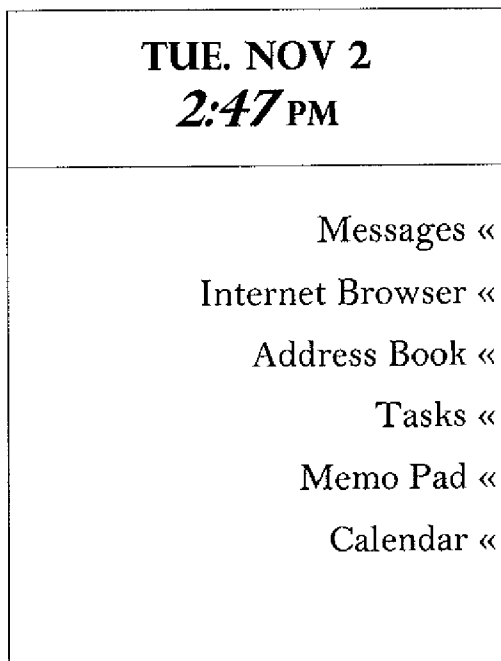 TUE. NOV 2
2:47 PM
Messages «
Internet Browser «
Address Book «
Tasks «
Memo Pad «
Calendar «